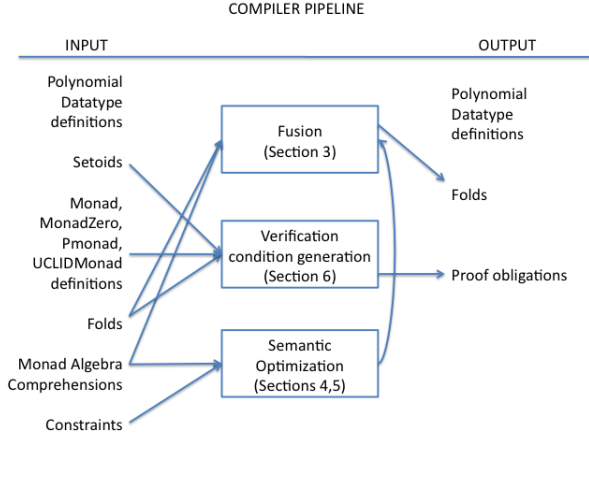 COMPILER PIPELINE
INPUT
OUTPUT
Polynomial
Datatype
definitions
Setoids
Monad,
MonadZero,
Pmonad,
UCLIDMonad
definitions
Folds
Monad Algebra
Comprehensions
Constraints
Fusion
(Section 3)
Verification
condition generation
(Section 6)
Semantic
Optimization
(Sections 4,5)
Polynomial
Datatype
definitions
Folds
Proof obligations